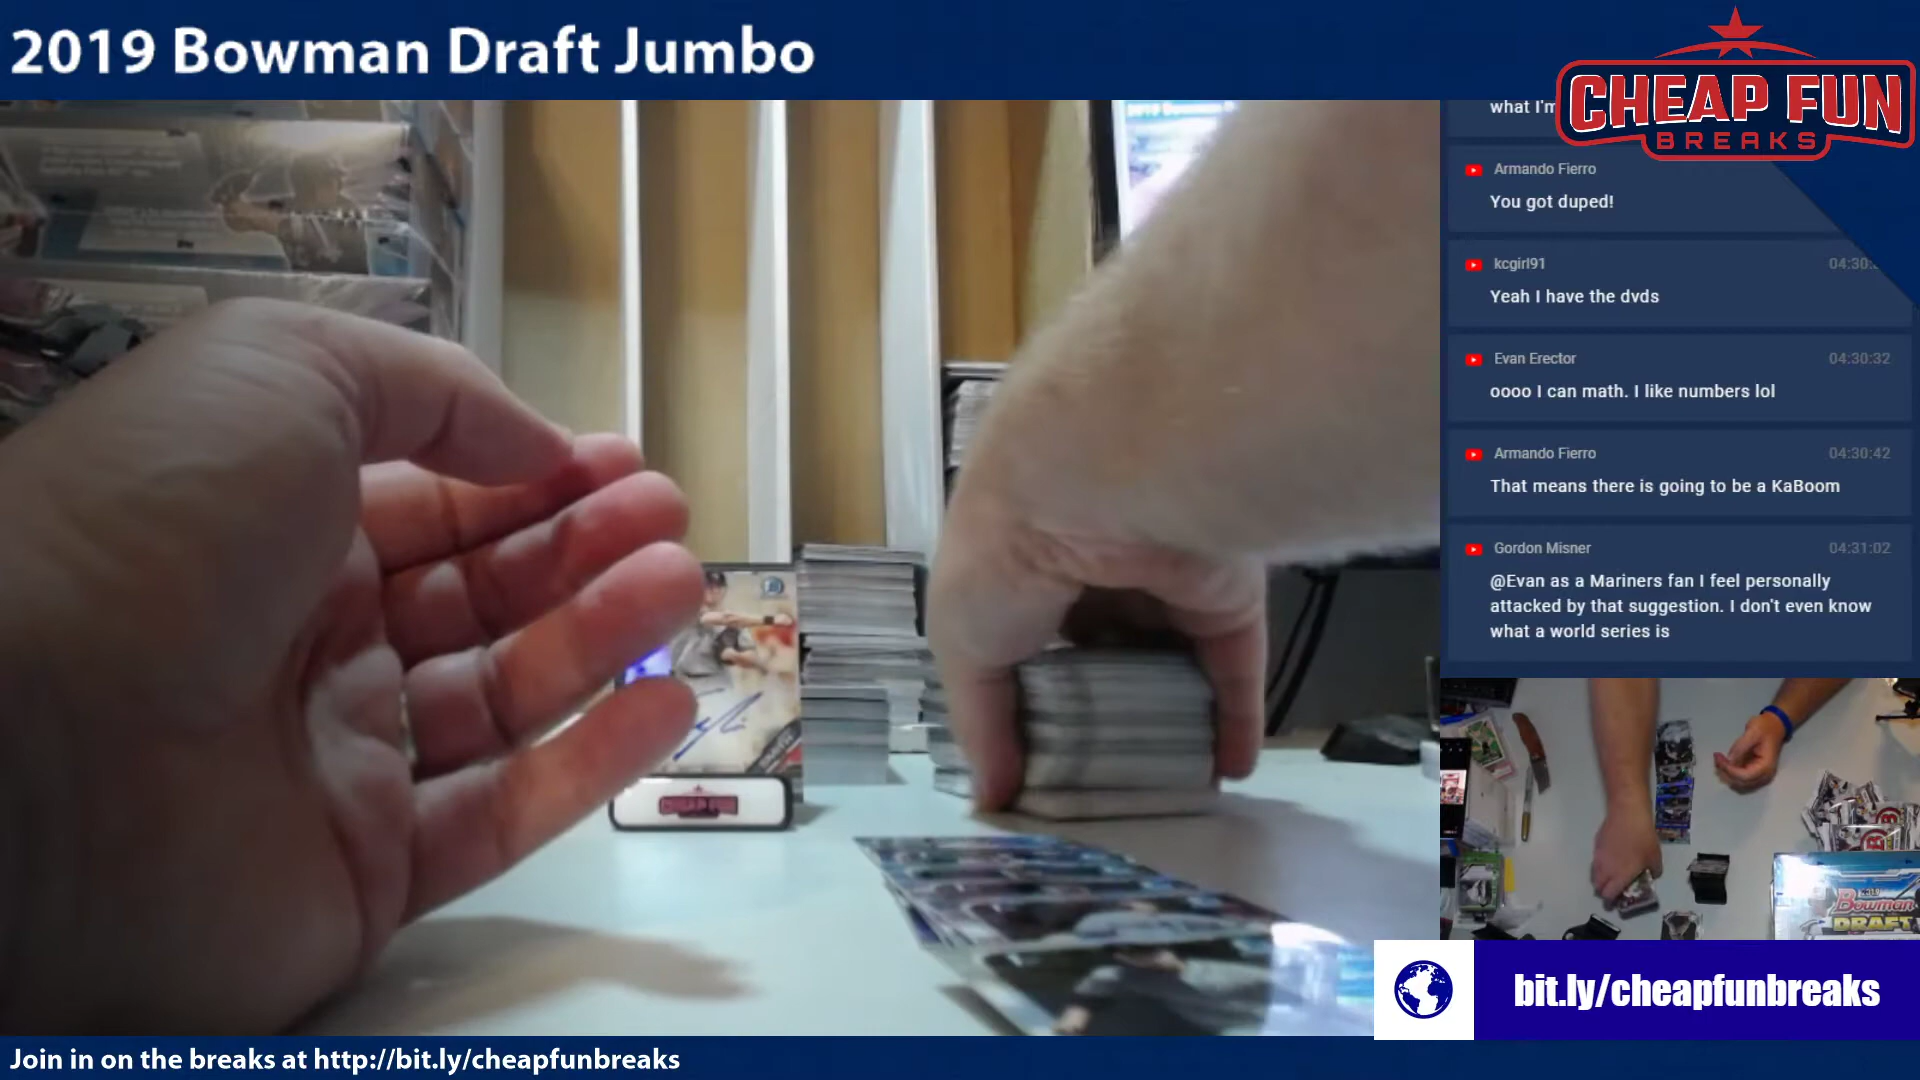 2019 Bowman Draft Jumbo
CHEAP FUN
BREAKS
what I'm
Armando Fierro
You got duped!
kcgirl91 04:30:
Yeah I have the dvds
Evan Erector 04:30:32
oooo I can math. I like numbers lol
Armando Fierro 04:30:42
That means there is going to be a KaBoom
Gordon Misner 04:31:02
@Evan as a Mariners fan I feel personally
attacked by that suggestion. I don't even know
what a world series is
Bowman
DRAFT
bit.ly/cheapfunbreaks
Join in on the breaks at http://bit.ly/cheapfunbreaks